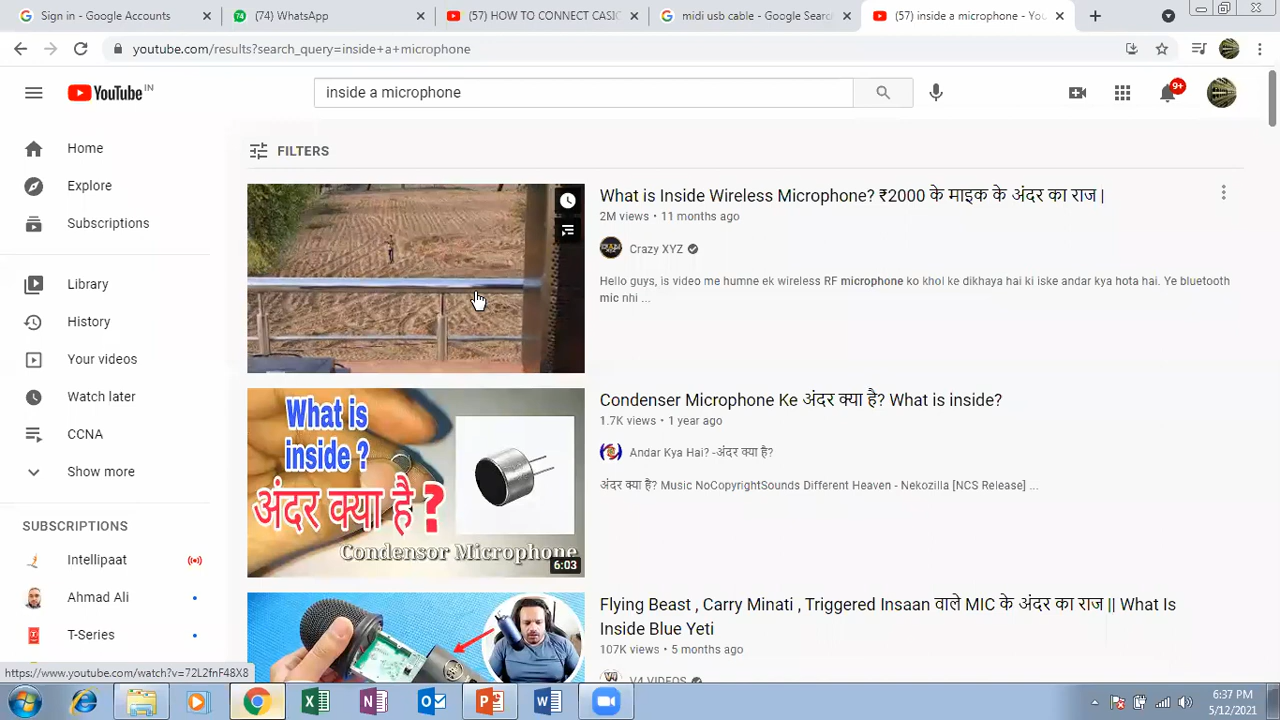 Sign in - Google Accounts
(74) WhatsApp
(57) HOW TO CONNECT CASIO
midi usb cable - Google Search
(57) inside a microphone - You
youtube.com/results?search_query=inside+a+microphone
YouTube IN
inside a microphone
9+
FILTERS
Home
Explore
Subscriptions
Library
History
Your videos
Watch later
CCNA
Show more
SUBSCRIPTIONS
Intellipaat
Ahmad Ali
T-Series
What is Inside Wireless Microphone? ₹2000 के माइक के अंदर का राज |
2M views • 11 months ago
Crazy XYZ
Hello guys, is video me humne ek wireless RF microphone ko khol ke dikhaya hai ki iske andar kya hota hai. Ye bluetooth
mic nhi ...
What is
inside ?
अंदर क्या है ?
Condensor Microphone
6:03
Condenser Microphone Ke अंदर क्या है? What is inside?
1.7K views • 1 year ago
Andar Kya Hai? -अंदर क्या है?
अंदर क्या है? Music NoCopyrightSounds Different Heaven - Nekozilla [NCS Release] ...
Flying Beast , Carry Minati , Triggered Insaan वाले MIC के अंदर का राज || What Is
Inside Blue Yeti
107K views • 5 months ago
V4 VIDEOS
https://www.youtube.com/watch?v=72L2fnF48X8
6:37 PM
5/12/2021